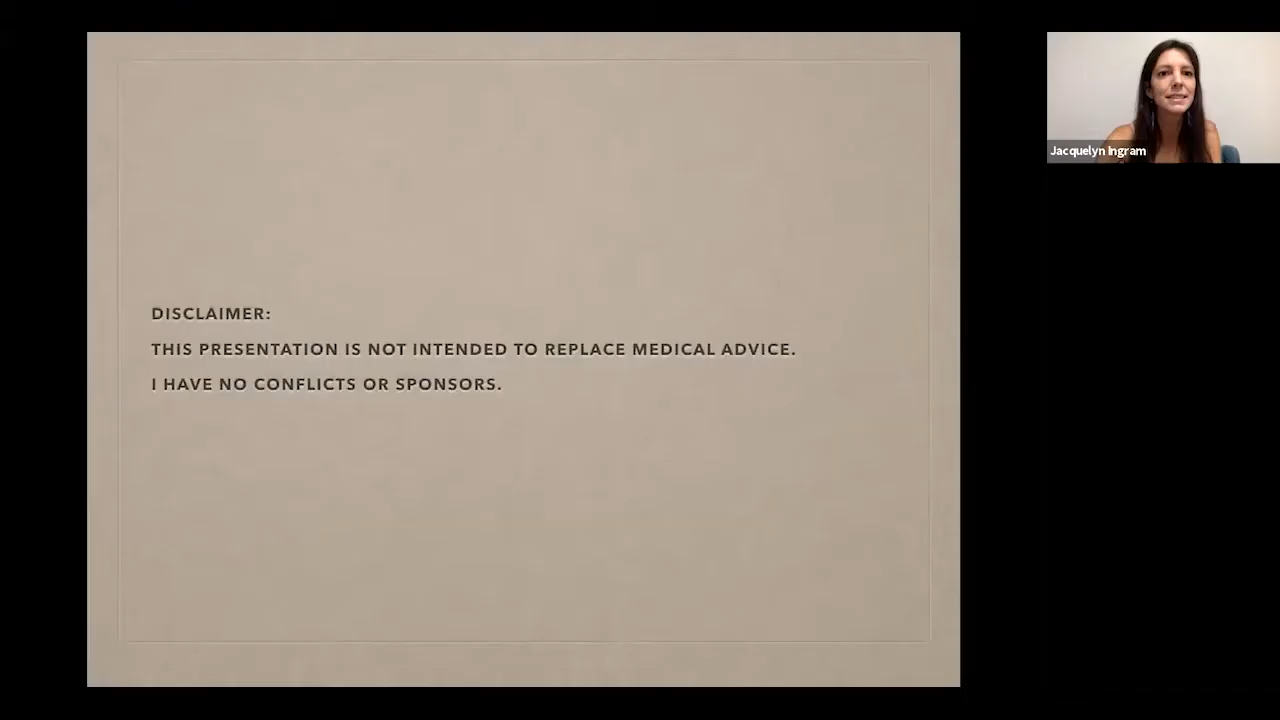 DISCLAIMER:
THIS PRESENTATION IS NOT INTENDED TO REPLACE MEDICAL ADVICE.
I HAVE NO CONFLICTS OR SPONSORS.
Jacquelyn Ingram